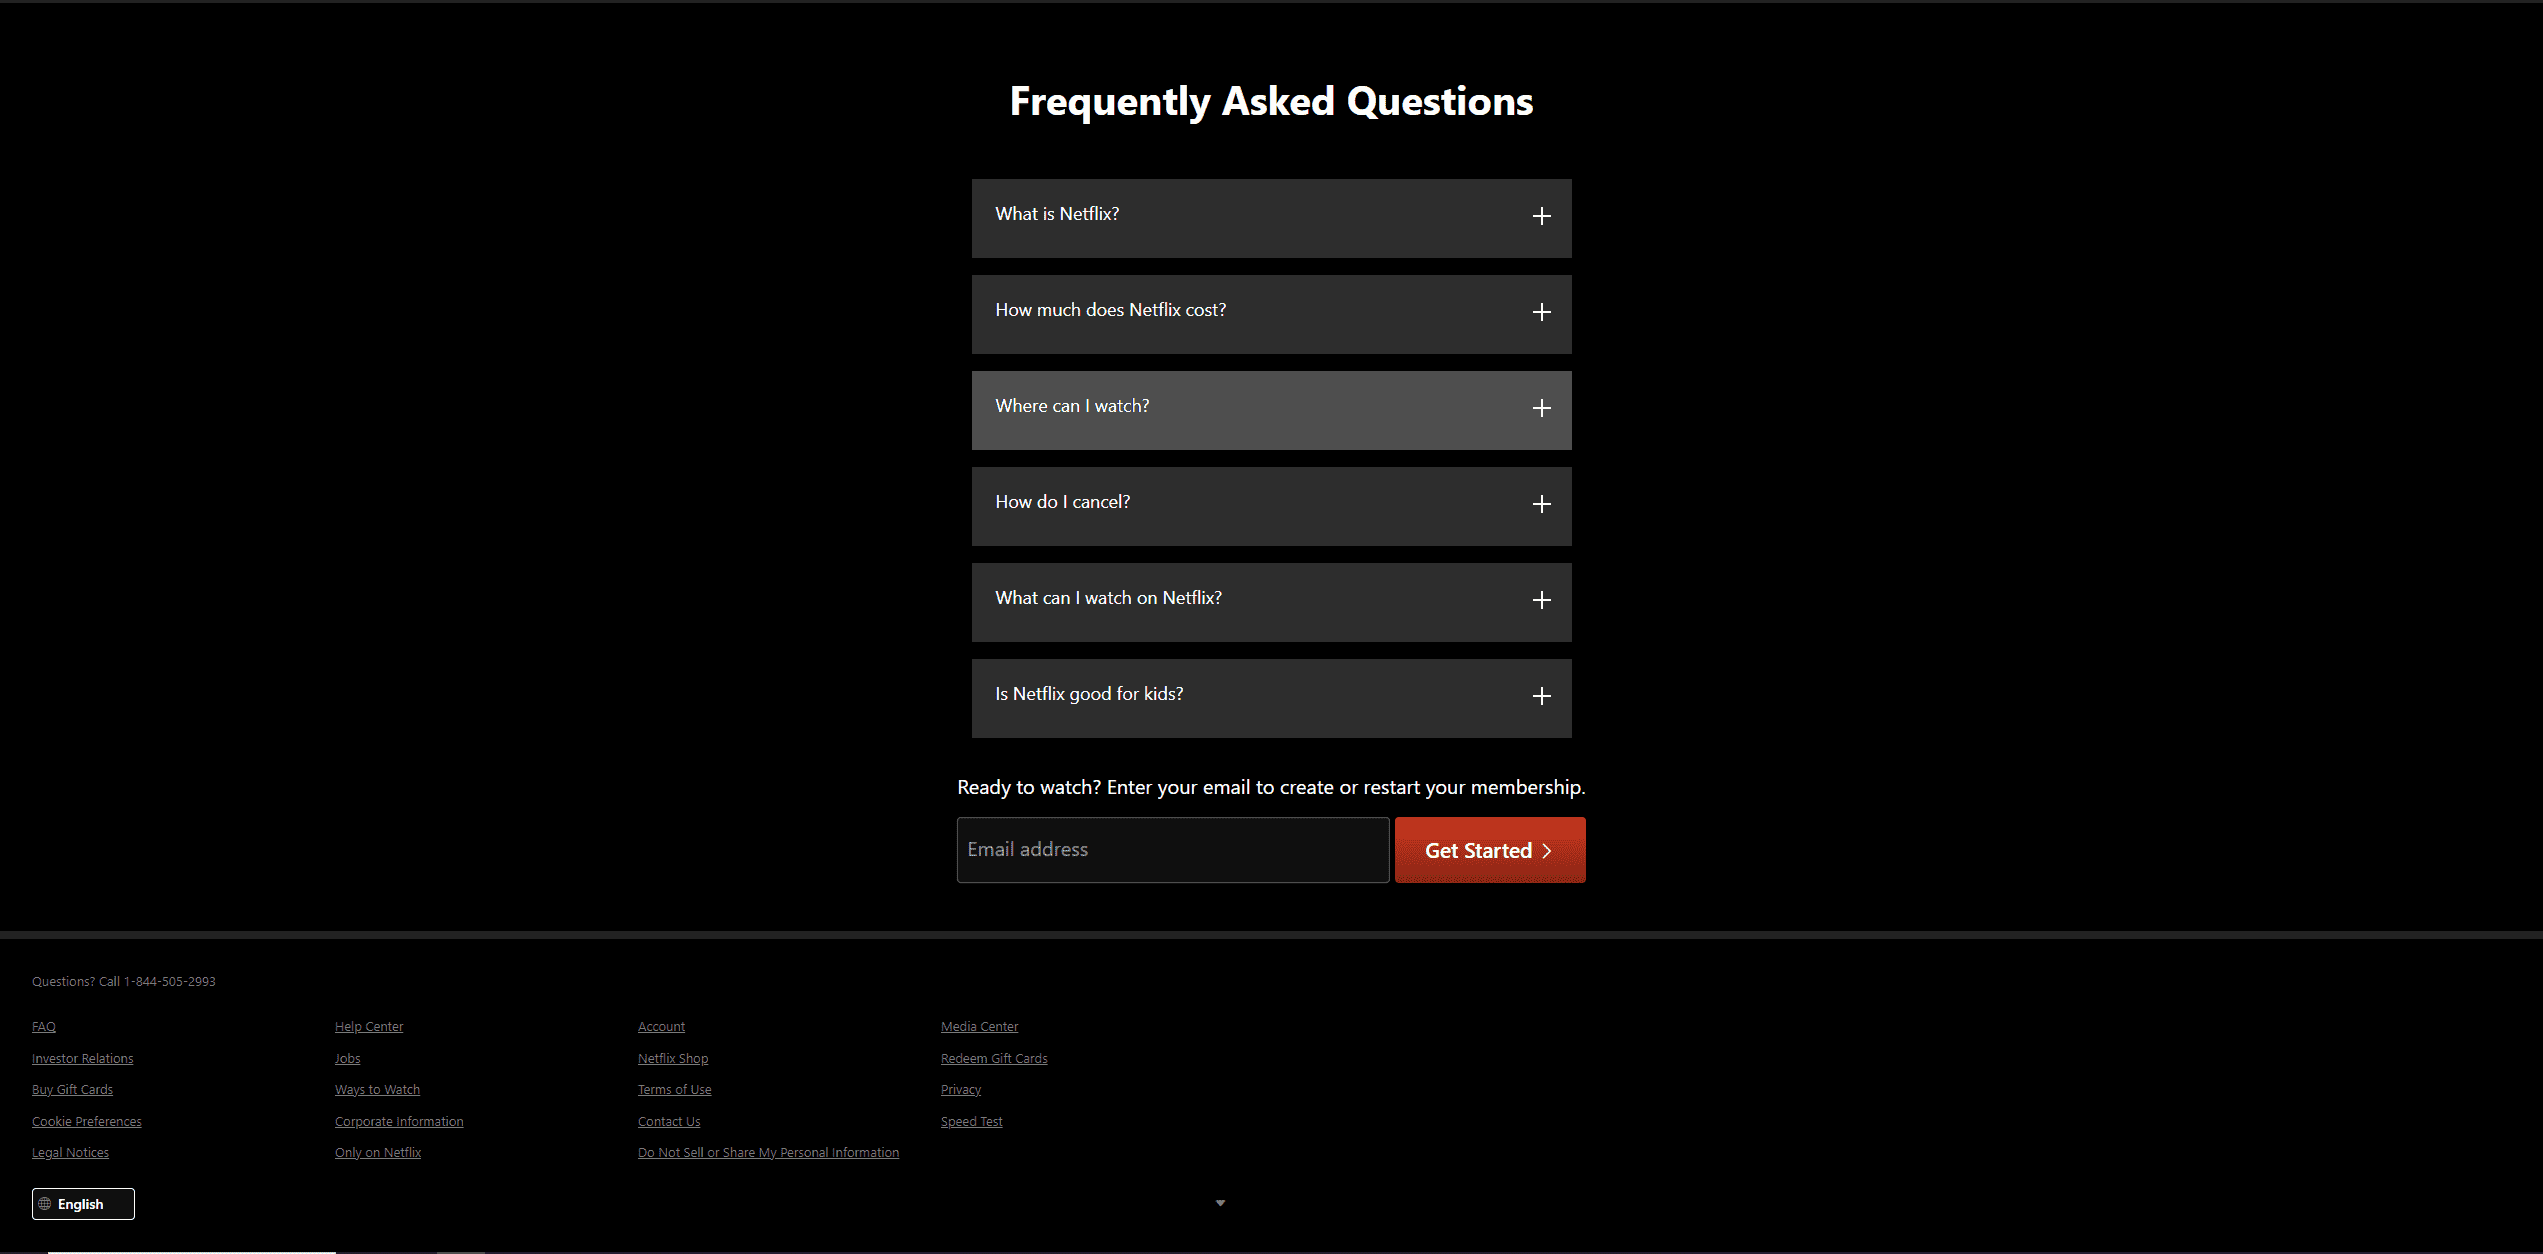 Frequently Asked Questions
What is Netflix?
How much does Netflix cost?
Where can I watch?
How do I cancel?
What can I watch on Netflix?
Is Netflix good for kids?
Ready to watch? Enter your email to create or restart your membership.
Email address
Get Started
Questions? Call 1-844-505-2993
FAQ
Help Center
Account
Media Center
Investor Relations
Jobs
Netflix Shop
Redeem Gift Cards
Buy Gift Cards
Ways to Watch
Terms of Use
Privacy
Cookie Preferences
Corporate Information
Contact Us
Speed Test
Legal Notices
Only on Netflix
Do Not Sell or Share My Personal Information
English